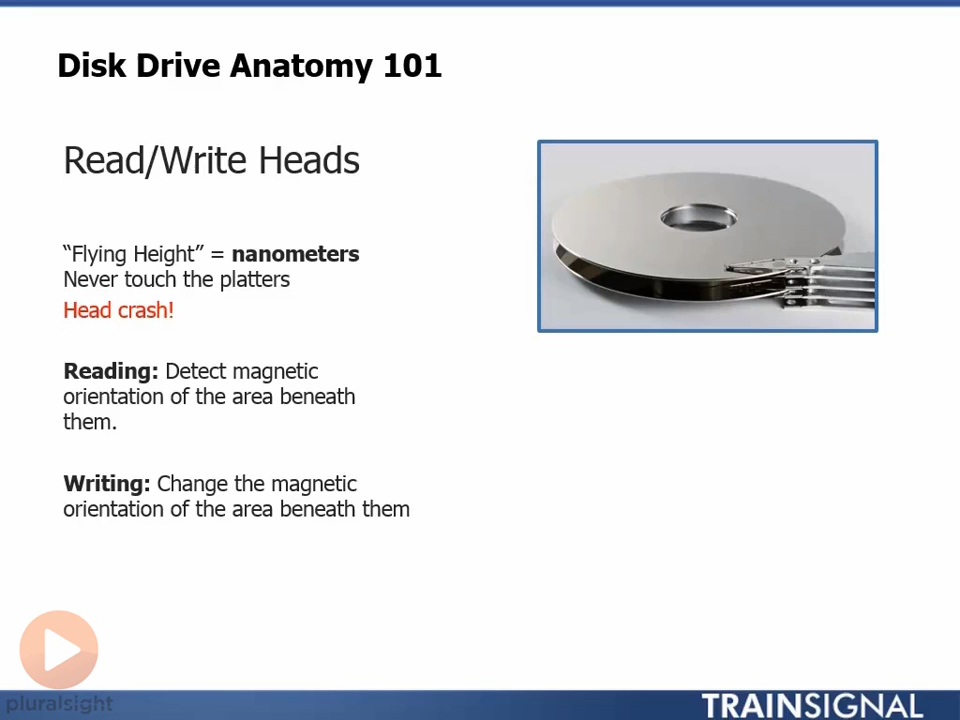 Disk Drive Anatomy 101
Read/Write Heads
“Flying Height” = nanometers
Never touch the platters
Head crash!
Reading: Detect magnetic
orientation of the area beneath
them.
Writing: Change the magnetic
orientation of the area beneath them
pluralsight
TRAINSIGNAL